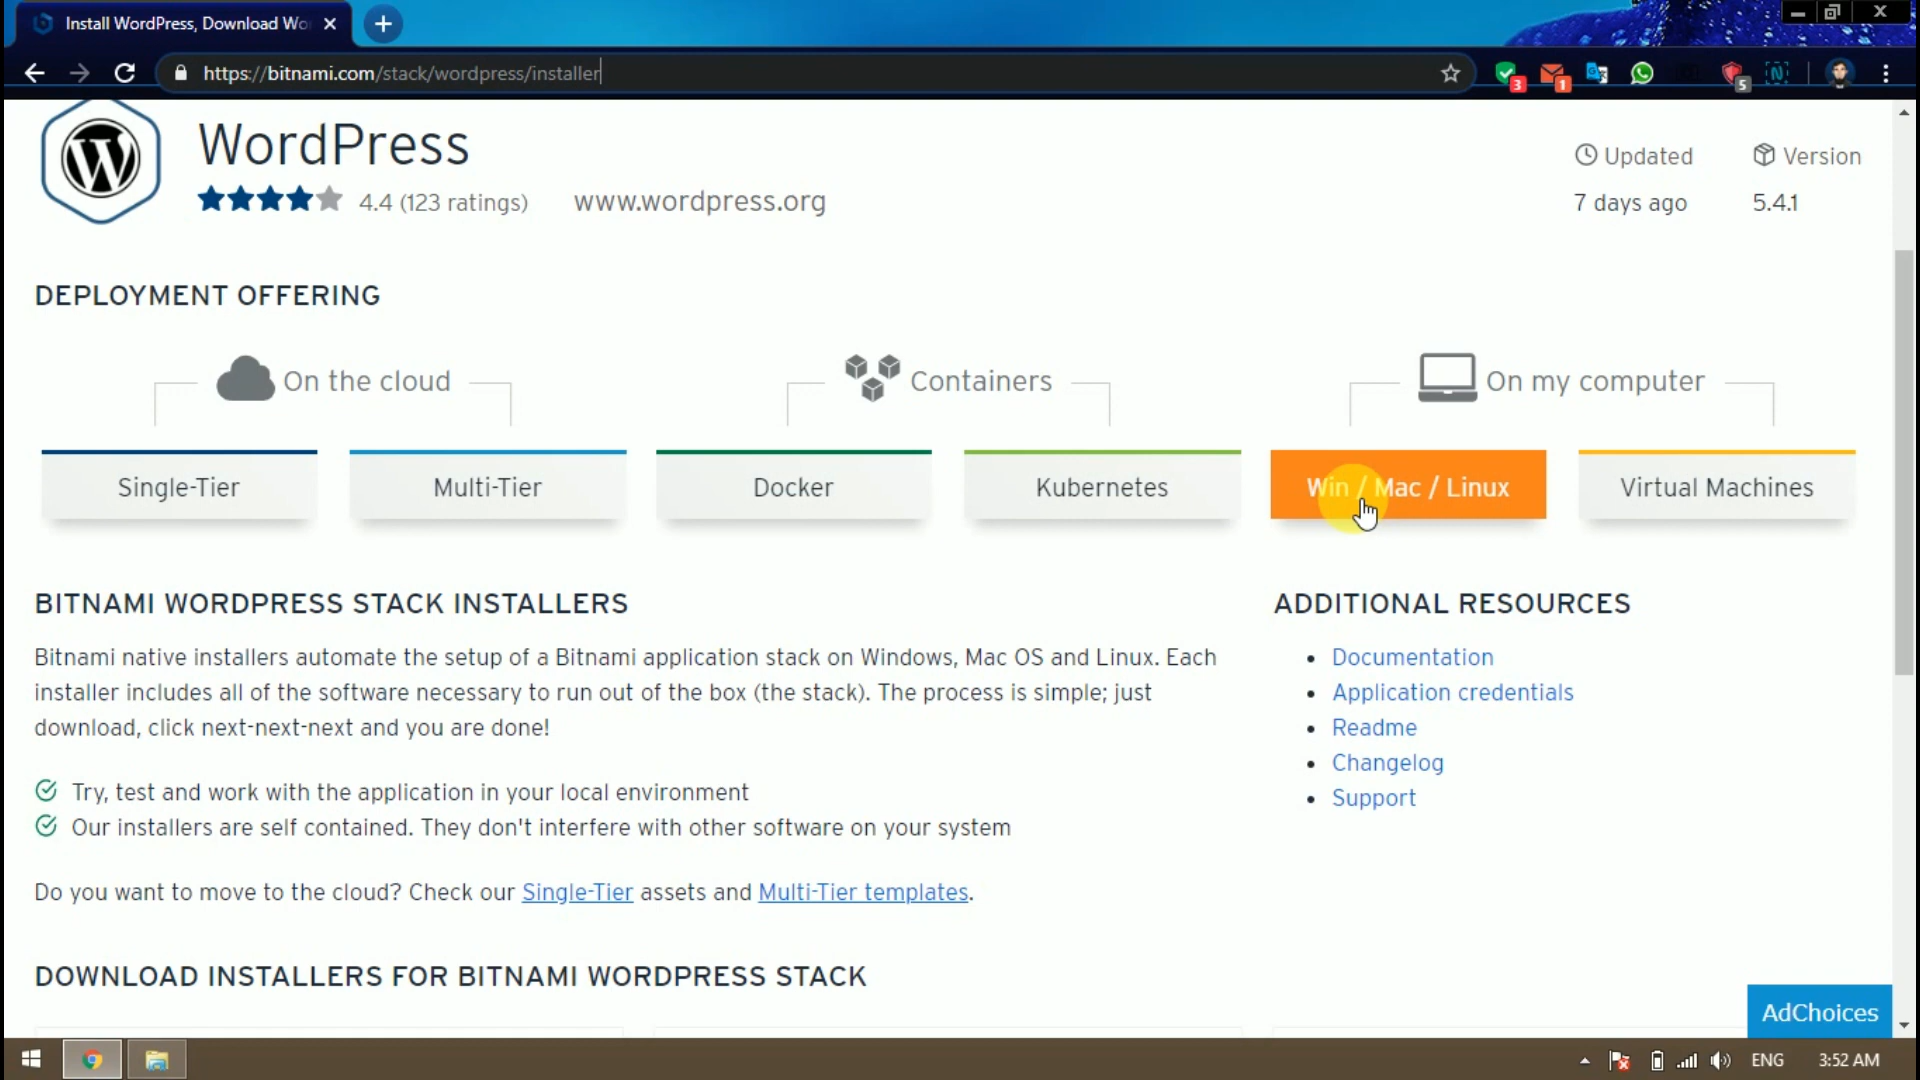 Install WordPress, Download Wo
https://bitnami.com/stack/wordpress/installer
3
1
5
WordPress
4.4 (123 ratings)
www.wordpress.org
Updated
Version
7 days ago
5.4.1
DEPLOYMENT OFFERING
On the cloud
Containers
On my computer
Single-Tier
Multi-Tier
Docker
Kubernetes
Win / Mac / Linux
Virtual Machines
BITNAMI WORDPRESS STACK INSTALLERS
Bitnami native installers automate the setup of a Bitnami application stack on Windows, Mac OS and Linux. Each
installer includes all of the software necessary to run out of the box (the stack). The process is simple; just
download, click next-next-next and you are done!
Try, test and work with the application in your local environment
Our installers are self contained. They don't interfere with other software on your system
Do you want to move to the cloud? Check our Single-Tier assets and Multi-Tier templates.
ADDITIONAL RESOURCES
Documentation
Application credentials
Readme
Changelog
Support
DOWNLOAD INSTALLERS FOR BITNAMI WORDPRESS STACK
AdChoices
ENG
3:52 AM